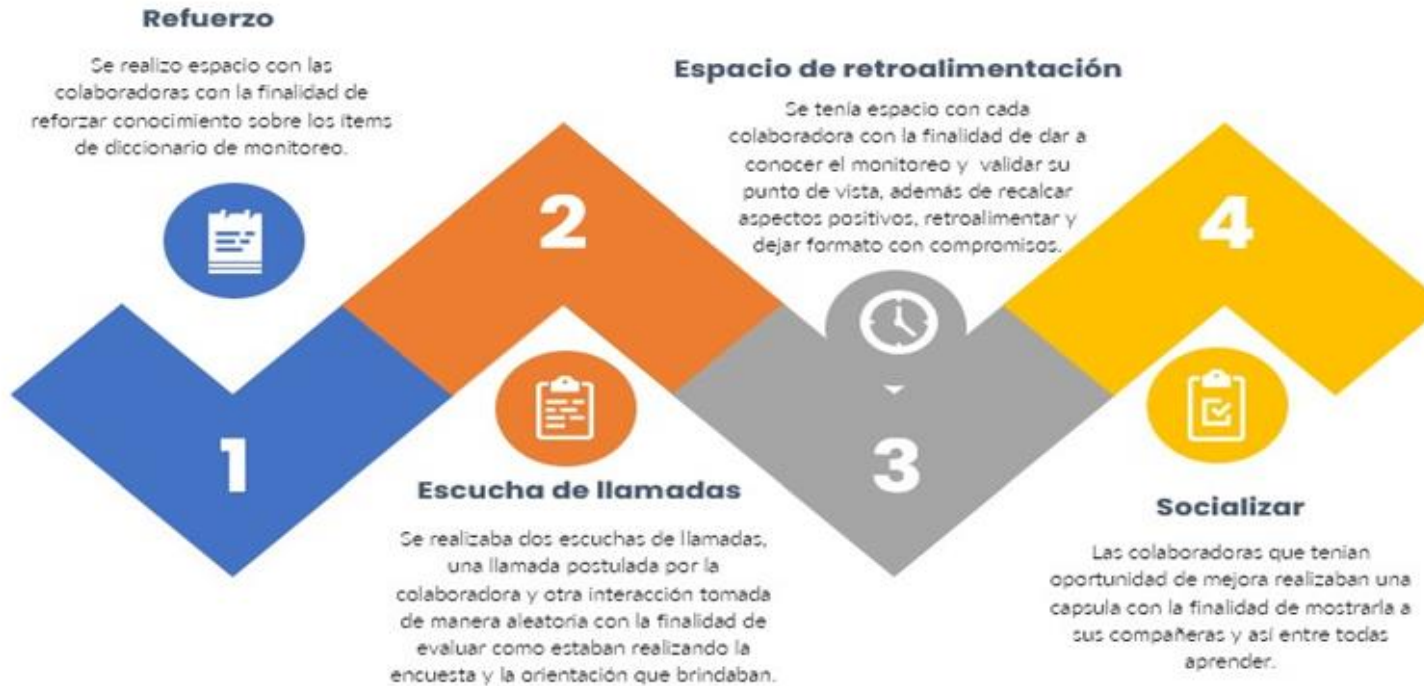 Refuerzo
Se realizo espacio con las
colaboradoras con la finalidad de
reforzar conocimiento sobre los ítems
de diccionario de monitoreo.
1
2
Escucha de llamadas
Se realizaba dos escuchas de llamadas,
una llamada postulada por la
colaboradora y otra interacción tomada
de manera aleatoria con la finalidad de
evaluar como estaban realizando la
encuesta y la orientación que brindaban.
Espacio de retroalimentación
Se tenía espacio con cada
colaboradora con la finalidad de dar a
conocer el monitoreo y validar su
punto de vista, además de recalcar
aspectos positivos, retroalimentar y
dejar formato con compromisos.
3
4
Socializar
Las colaboradoras que tenían
oportunidad de mejora realizaban una
capsula con la finalidad de mostrarla a
sus compañeras y así entre todas
aprender.